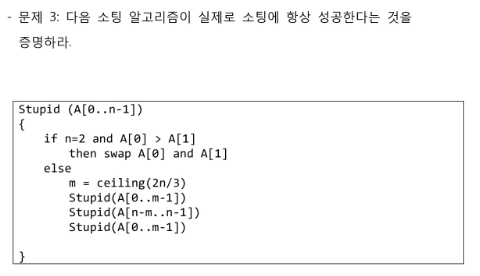 - 문제 3: 다음 소팅 알고리즘이 실제로 소팅에 항상 성공한다는 것을
증명하라.
Stupid (A[0..n-1])
{
if n=2 and A[0] > A[1]
then swap A[0] and A[1]
else
m = ceiling(2n/3)
Stupid(A[0..m-1])
Stupid(A[n-m..n-1])
Stupid(A[0..m-1])
}